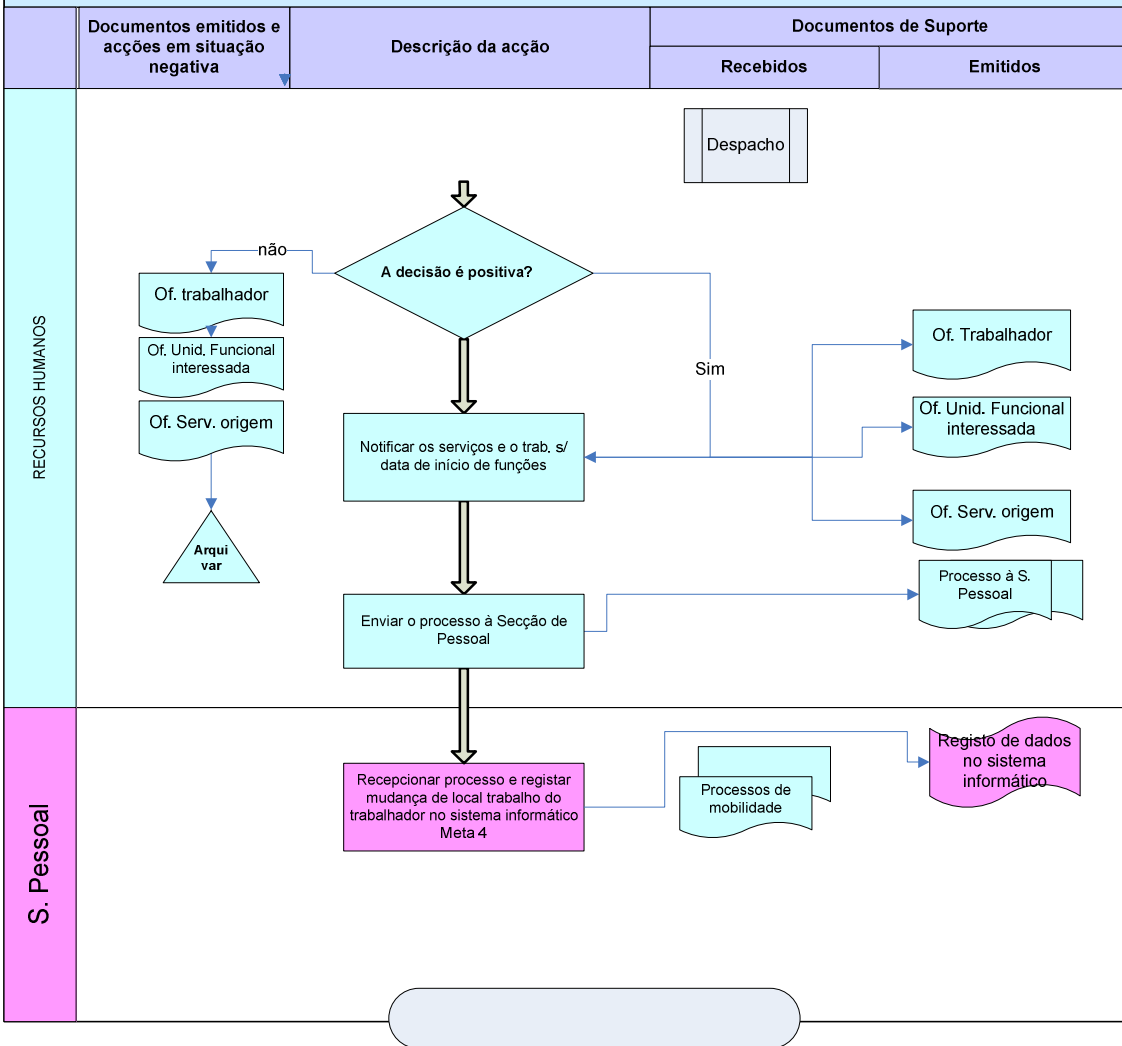 Documentos emitidos e
acções em situação
negativa
Descrição da acção
Documentos de Suporte
Recebidos
Emitidos
RECURSOS HUMANOS
Despacho
não
A decisão é positiva?
Of. trabalhador
Of. Unid. Funcional
interessada
Of. Serv. origem
Arqui
var
Sim
Of. Trabalhador
Of. Unid. Funcional
interessada
Of. Serv. origem
Notificar os serviços e o trab. s/
data de início de funções
Processo à S.
Pessoal
Enviar o processo à Secção de
Pessoal
S. Pessoal
Recepcionar processo e registar
mudança de local trabalho do
trabalhador no sistema informático
Meta 4
Processos de
mobilidade
Registo de dados
no sistema
informático